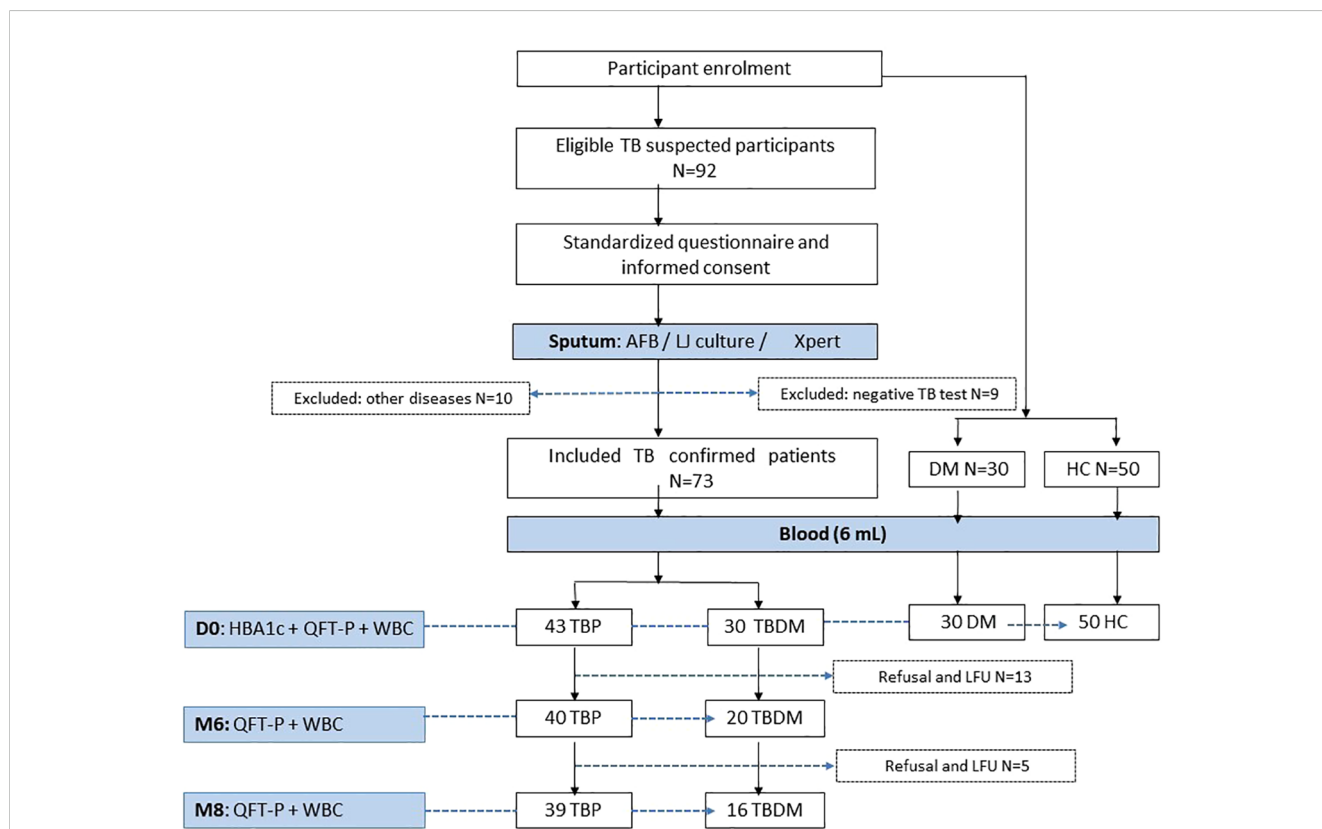 Participant enrolment
Eligible TB suspected participants
N=92
Standardized questionnaire and
informed consent
Sputum: AFB / LJ culture / Xpert
Excluded: other diseases N=10
Excluded: negative TB test N=9
Included TB confirmed patients
N=73
DM N=30
HC N=50
Blood (6 mL)
D0: HBA1c + QFT-P + WBC
43 TBP
30 TBDM
30 DM
50 HC
Refusal and LFU N=13
M6: QFT-P + WBC
40 TBP
20 TBDM
Refusal and LFU N=5
M8: QFT-P + WBC
39 TBP
16 TBDM